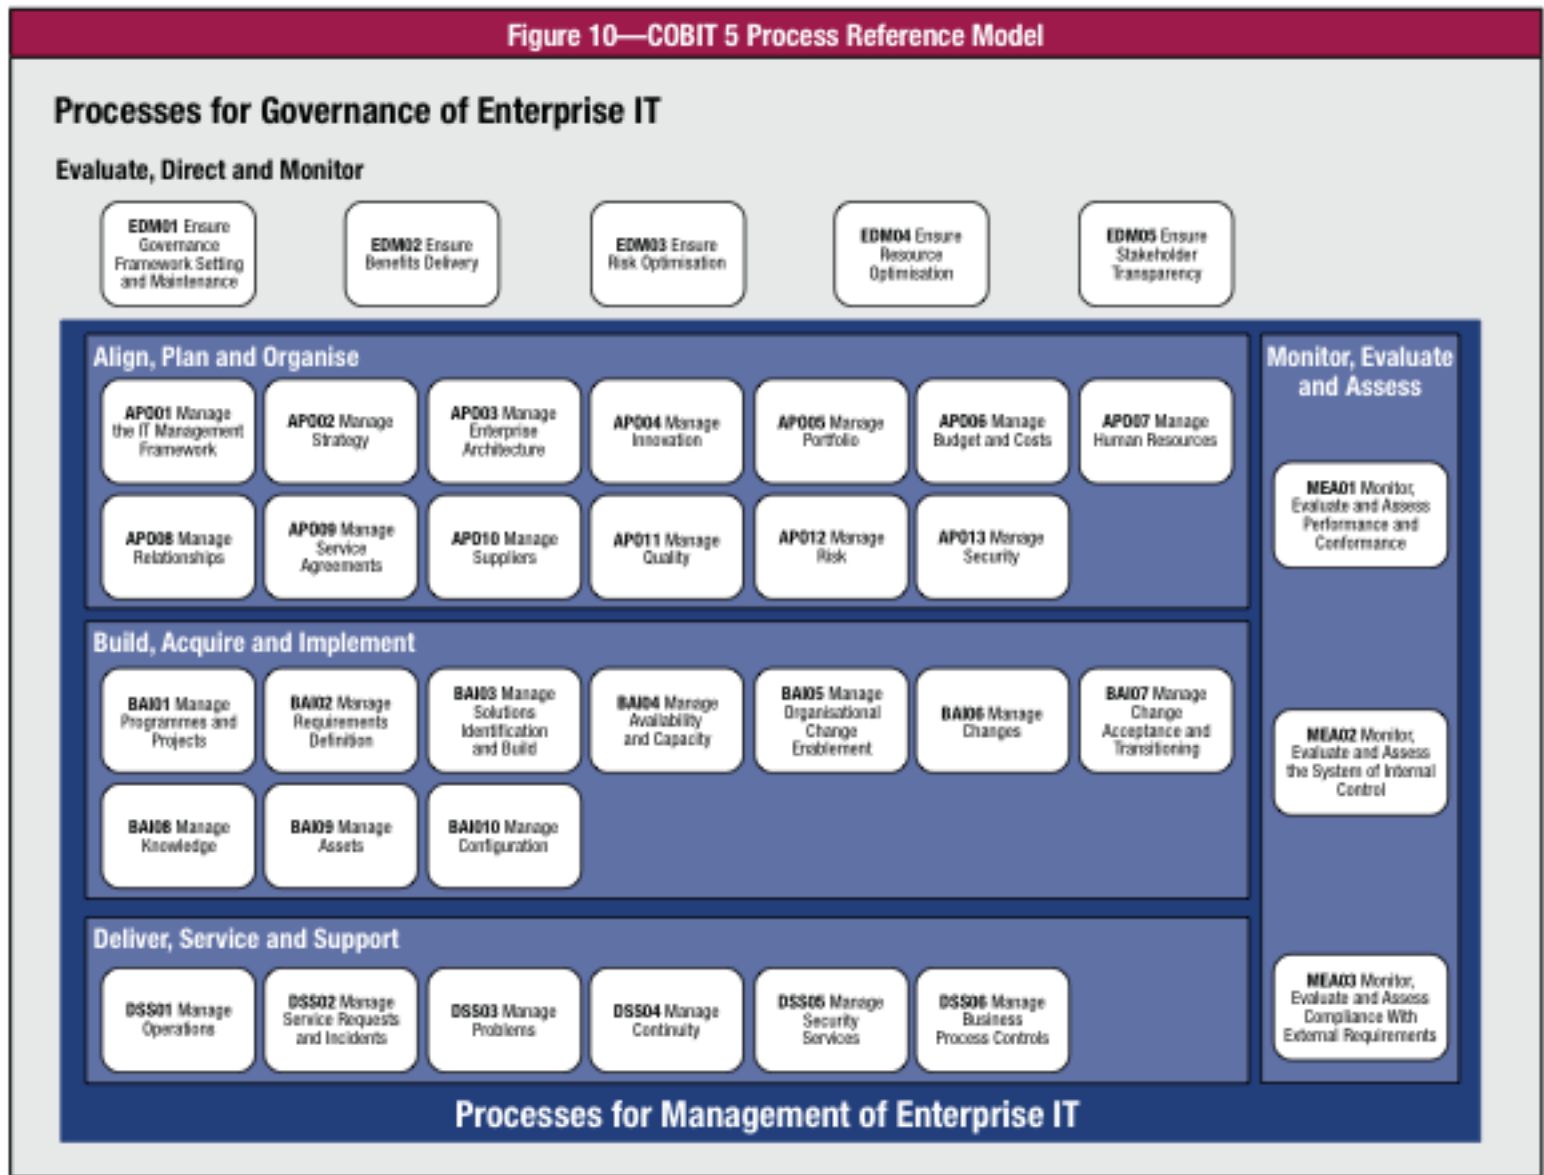 Figure 10—COBIT 5 Process Reference Model
Processes for Governance of Enterprise IT
Evaluate, Direct and Monitor
EDM01 Ensure
Governance
Framework Setting
and Maintenance
EDM02 Ensure
Benefits Delivery
EDM03 Ensure
Risk Optimisation
EDM04 Ensure
Resource
Optimisation
EDM05 Ensure
Stakeholder
Transparency
Align, Plan and Organise
APO01 Manage
the IT Management
Framework
APO02 Manage
Strategy
APO03 Manage
Enterprise
Architecture
APO04 Manage
Innovation
APO05 Manage
Portfolio
APO06 Manage
Budget and Costs
APO07 Manage
Human Resources
APO08 Manage
Relationships
APO09 Manage
Service
Agreements
APO10 Manage
Suppliers
APO11 Manage
Quality
APO12 Manage
Risk
APO13 Manage
Security
Build, Acquire and Implement
BAI01 Manage
Programmes and
Projects
BAI02 Manage
Requirements
Definition
BAI03 Manage
Solutions
Identification
and Build
BAI04 Manage
Availability
and Capacity
BAI05 Manage
Organisational
Change
Enablement
BAI06 Manage
Changes
BAI07 Manage
Change
Acceptance and
Transitioning
BAI08 Manage
Knowledge
BAI09 Manage
Assets
BAI010 Manage
Configuration
Deliver, Service and Support
DSS01 Manage
Operations
DSS02 Manage
Service Requests
and Incidents
DSS03 Manage
Problems
DSS04 Manage
Continuity
DSS05 Manage
Security
Services
DSS06 Manage
Business
Process Controls
Monitor, Evaluate
and Assess
MEA01 Monitor,
Evaluate and Assess
Performance and
Conformance
MEA02 Monitor,
Evaluate and Assess
the System of Internal
Control
MEA03 Monitor,
Evaluate and Assess
Compliance With
External Requirements
Processes for Management of Enterprise IT